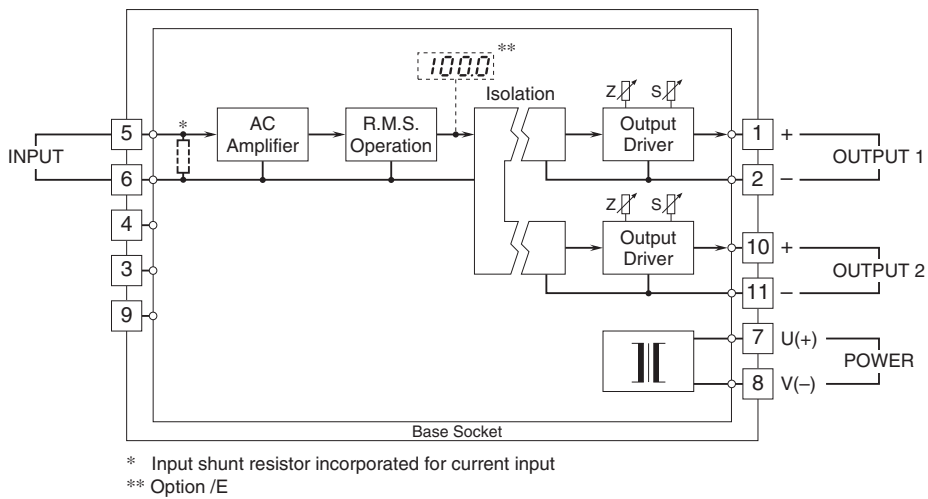 100.0 **
Isolation
Z S
5 * AC Amplifier R.M.S. Operation Output Driver 1 +
INPUT OUTPUT 1
6 2 –
4
Z S
3 Output Driver 10 +
OUTPUT 2
9 11 –
7 U(+)
POWER
8 V(–)
Base Socket
* Input shunt resistor incorporated for current input
** Option /E